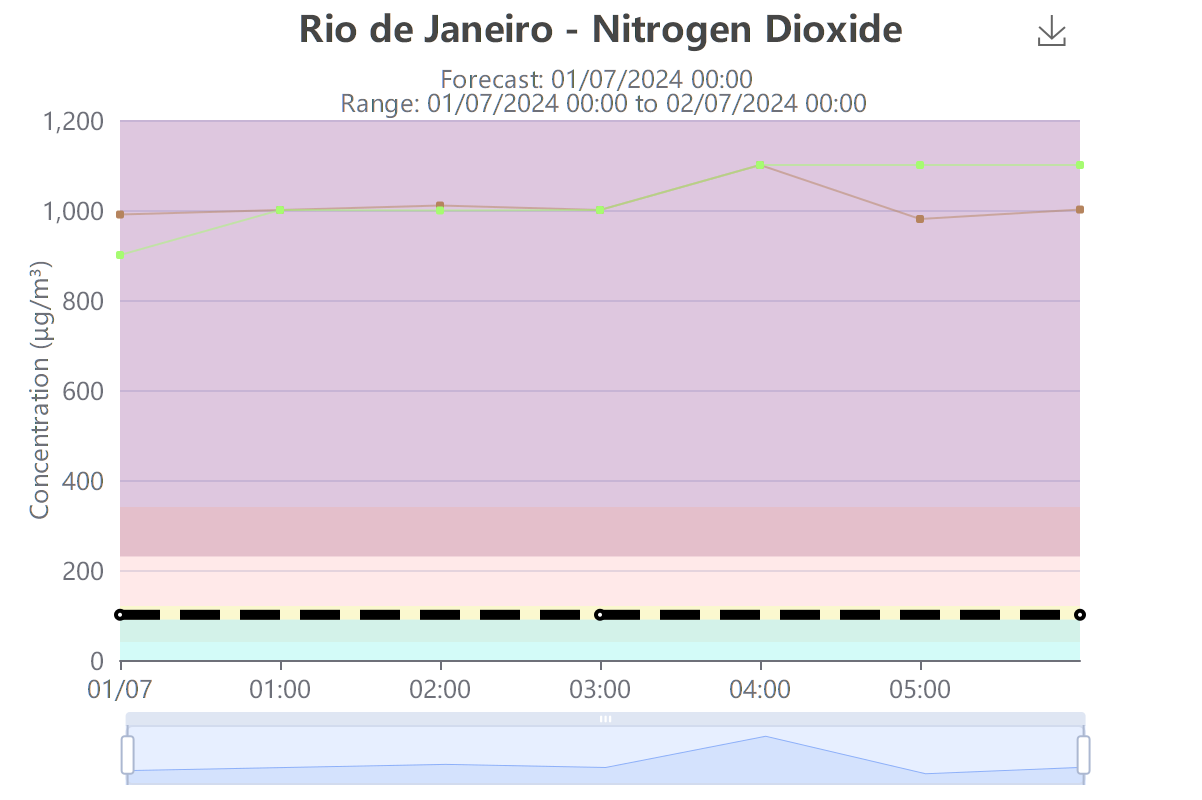 Rio de Janeiro - Nitrogen Dioxide
Forecast: 01/07/2024 00:00
Range: 01/07/2024 00:00 to 02/07/2024 00:00
Concentration (µg/m³)
1,200
1,000
800
600
400
200
0
01/07 01:00 02:00 03:00 04:00 05:00